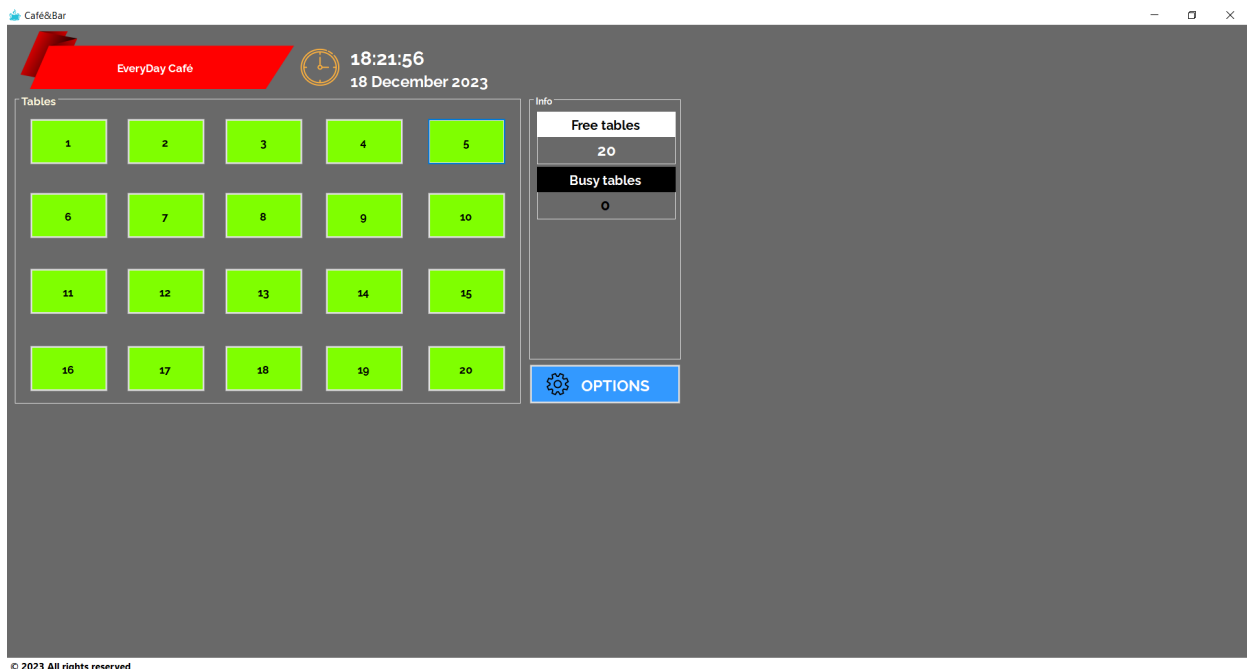 Café&Bar
EveryDay Café
18:21:56
18 December 2023
Tables
1 2 3 4 5
6 7 8 9 10
11 12 13 14 15
16 17 18 19 20
Info
Free tables
20
Busy tables
0
OPTIONS
© 2023 All rights reserved